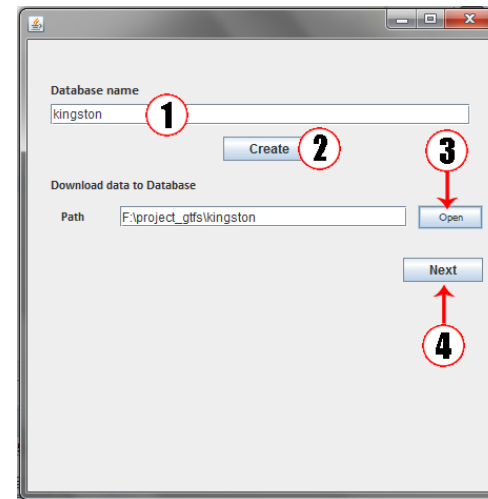 Database name
kingston 1
Create 2
3
Download data to Database
Path F:\project_gtfs\kingston Open
Next
4